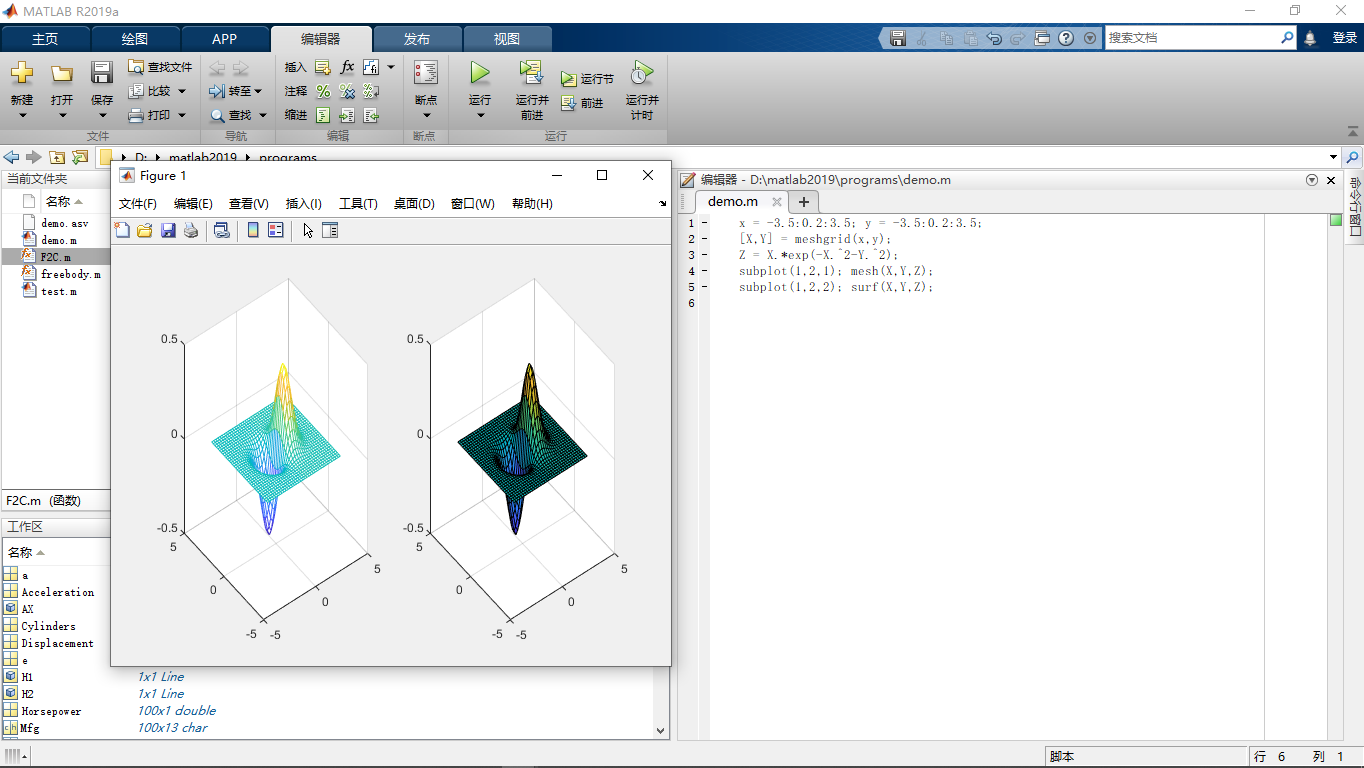 MATLAB R2019a
主页 绘图 APP 编辑器 发布 视图 搜索文档 登录
新建 打开 保存 查找文件 比较 打印 文件
转至 查找 导航
插入 fx 注释 缩进 编辑
断点 断点
运行 运行并前进 运行节 前进 运行并计时 运行
D: matlab2019 programs
当前文件夹
名称
demo.asv
demo.m
F2C.m
freebody.m
test.m
F2C.m (函数)
工作区
名称
a
Acceleration
AX
Cylinders
Displacement
e
H1 1x1 Line
H2 1x1 Line
Horsepower 100x1 double
Mfg 100x13 char
Figure 1
文件(F) 编辑(E) 查看(V) 插入(I) 工具(T) 桌面(D) 窗口(W) 帮助(H)
0.5
0
-0.5
5
0
-5
-5
0
5
0.5
0
-0.5
5
0
-5
-5
0
5
编辑器 - D:\matlab2019\programs\demo.m
demo.m
1 - x = -3.5:0.2:3.5; y = -3.5:0.2:3.5;
2 - [X,Y] = meshgrid(x,y);
3 - Z = X.*exp(-X.^2-Y.^2);
4 - subplot(1,2,1); mesh(X,Y,Z);
5 - subplot(1,2,2); surf(X,Y,Z);
6
命令行窗口
脚本 行 6 列 1